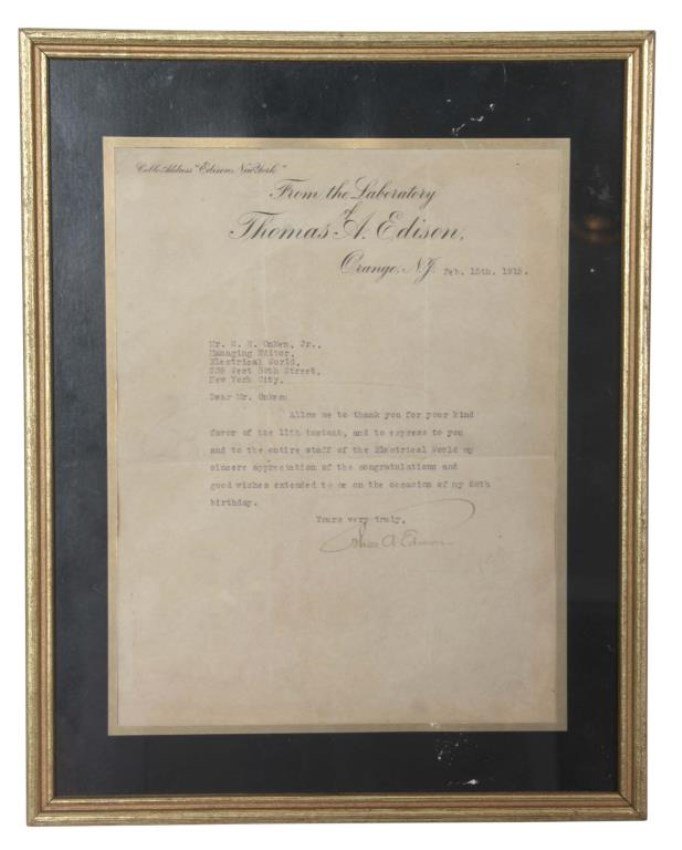 Cable Address "Edison, New York"
From the Laboratory
of
Thomas A. Edison,
Orange, N.J. Feb. 15th. 1915.
Mr. W. H. Onken, Jr.,
Managing Editor,
Electrical World,
239 West 39th Street,
New York City.
Dear Mr. Onken:
Allow me to thank you for your kind
favor of the 11th instant, and to express to you
and to the entire staff of the Electrical World my
sincere appreciation of the congratulations and
good wishes extended to me on the occasion of my 68th
birthday.
Yours very truly,
Thos A Edison